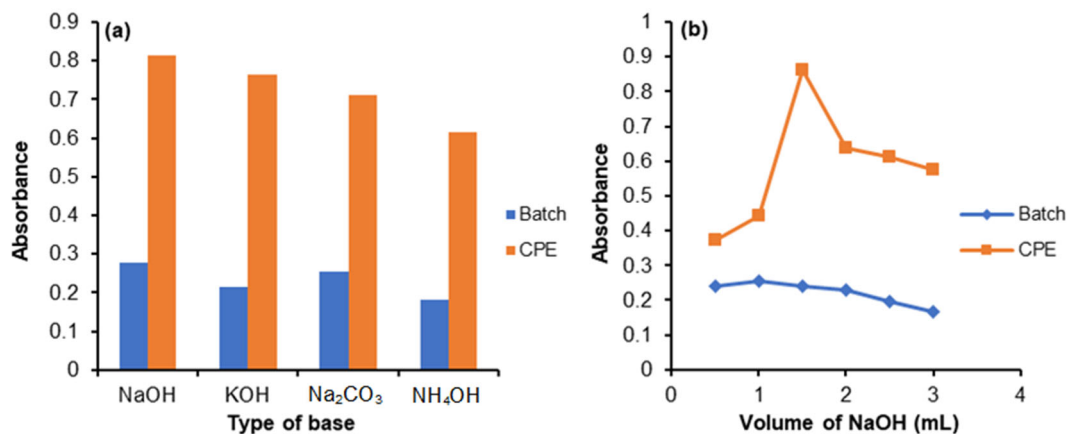 (a)
Absorbance
0.9
0.8
0.7
0.6
0.5
0.4
0.3
0.2
0.1
0
NaOH KOH Na₂CO₃ NH₄OH
Type of base
Batch
CPE
(b)
Absorbance
1
0.9
0.8
0.7
0.6
0.5
0.4
0.3
0.2
0.1
0
0 1 2 3 4
Volume of NaOH (mL)
Batch
CPE